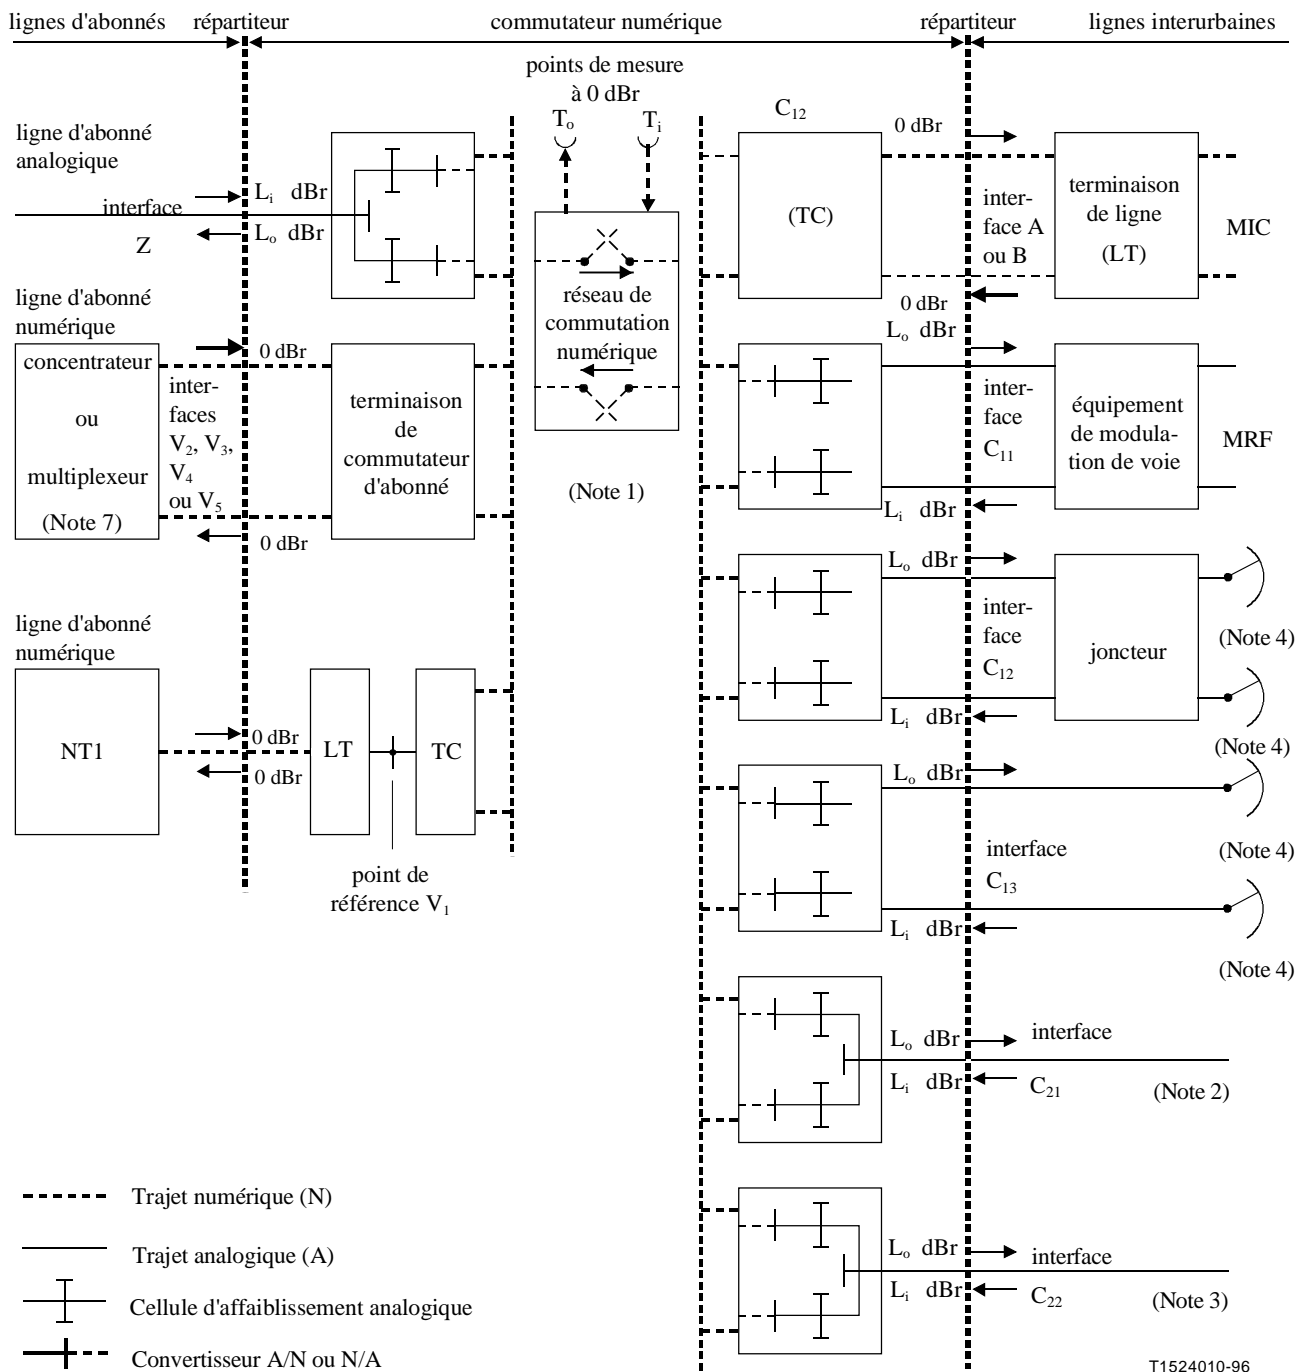 lignes d'abonnés
répartiteur
commutateur numérique
répartiteur
lignes interurbaines
points de mesure
à 0 dBr
T₀
Tᵢ
ligne d'abonné
analogique
interface
Z
Lᵢ dBr
Lₒ dBr
ligne d'abonné
numérique
concentrateur
ou
multiplexeur
(Note 7)
0 dBr
inter-
faces
V₂, V₃,
V₄
ou V₅
0 dBr
terminaison
de
commutateur
d'abonné
réseau de
commutation
numérique
(Note 1)
ligne d'abonné
numérique
NT1
0 dBr
0 dBr
LT
TC
point de
référence V₁
C₁₂
(TC)
0 dBr
inter-
face A
ou B
0 dBr
terminaison
de ligne
(LT)
MIC
Lₒ dBr
inter-
face
C₁₁
Lᵢ dBr
équipement
de modula-
tion de voie
MRF
Lₒ dBr
inter-
face
C₁₂
Lᵢ dBr
joncteur
(Note 4)
(Note 4)
Lₒ dBr
interface
C₁₃
Lᵢ dBr
(Note 4)
(Note 4)
Lₒ dBr
interface
Lᵢ dBr
C₂₁
(Note 2)
Lₒ dBr
interface
Lᵢ dBr
C₂₂
(Note 3)
Trajet numérique (N)
Trajet analogique (A)
Cellule d'affaiblissement analogique
Convertisseur A/N ou N/A
T1524010-96